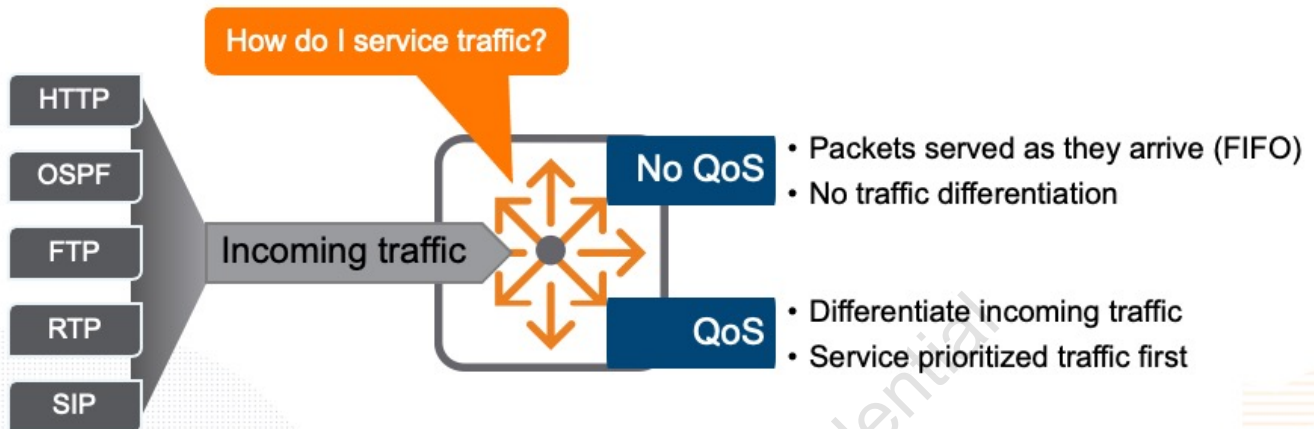 How do I service traffic?
HTTP
OSPF
FTP
RTP
SIP
Incoming traffic
No QoS
• Packets served as they arrive (FIFO)
• No traffic differentiation
QoS
• Differentiate incoming traffic
• Service prioritized traffic first